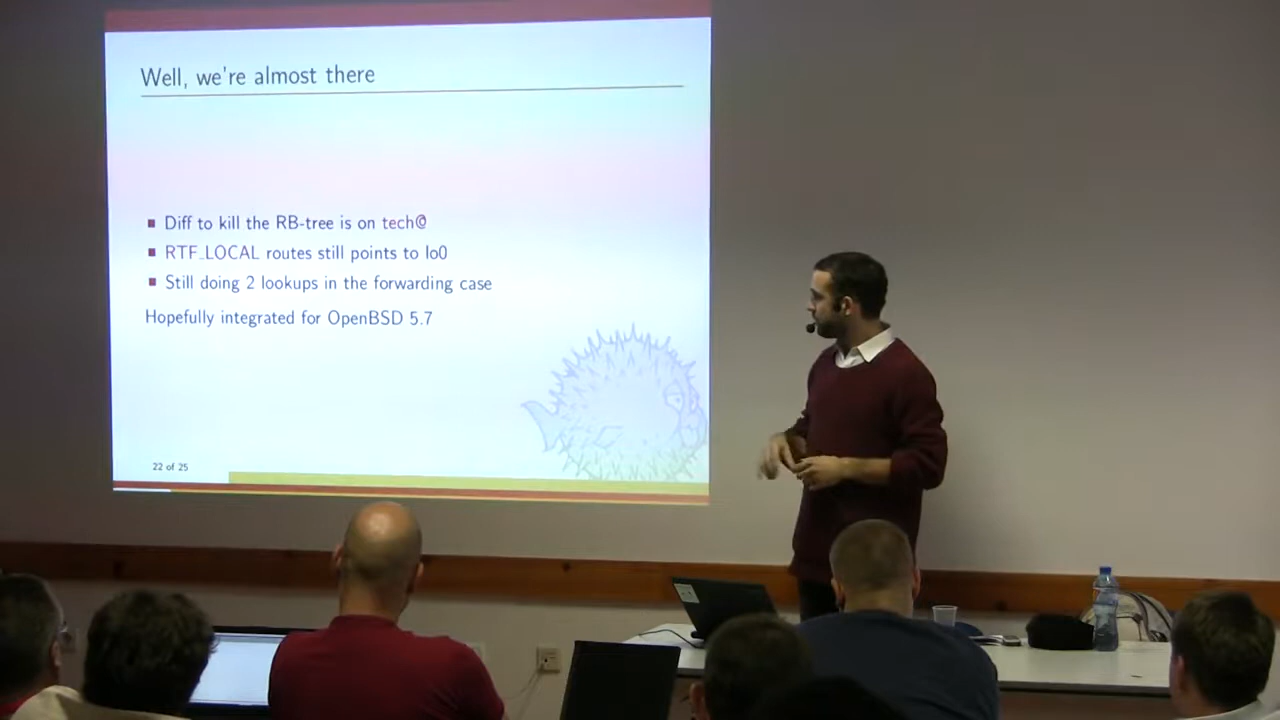 Well, we're almost there
Diff to kill the RB-tree is on tech@
RTF_LOCAL routes still points to lo0
Still doing 2 lookups in the forwarding case
Hopefully integrated for OpenBSD 5.7
22 of 25